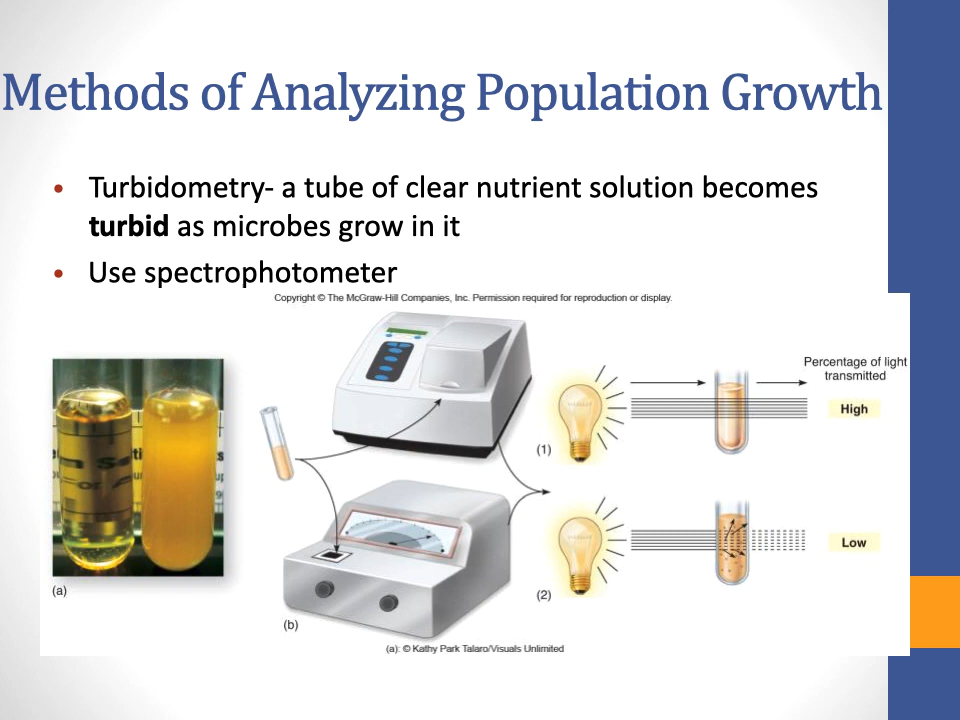 Methods of Analyzing Population Growth
• Turbidometry- a tube of clear nutrient solution becomes
turbid as microbes grow in it
• Use spectrophotometer
Copyright © The McGraw-Hill Companies, Inc. Permission required for reproduction or display.
Percentage of light
transmitted
High
(1)
Low
(2)
(a)
(b)
(a): © Kathy Park Talaro/Visuals Unlimited